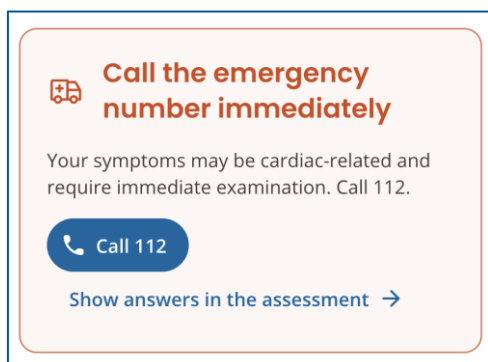 Call the emergency
number immediately
Your symptoms may be cardiac-related and
require immediate examination. Call 112.
Call 112
Show answers in the assessment